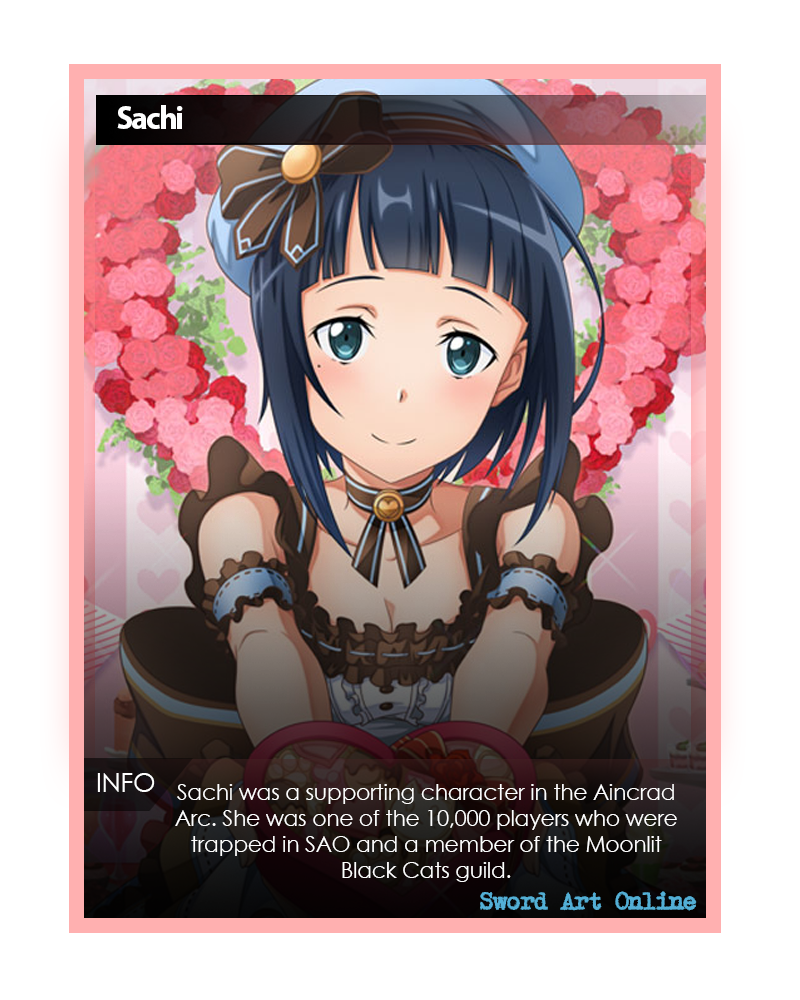 Sachi
INFO
Sachi was a supporting character in the Aincrad
Arc. She was one of the 10,000 players who were
trapped in SAO and a member of the Moonlit
Black Cats guild.
Sword Art Online